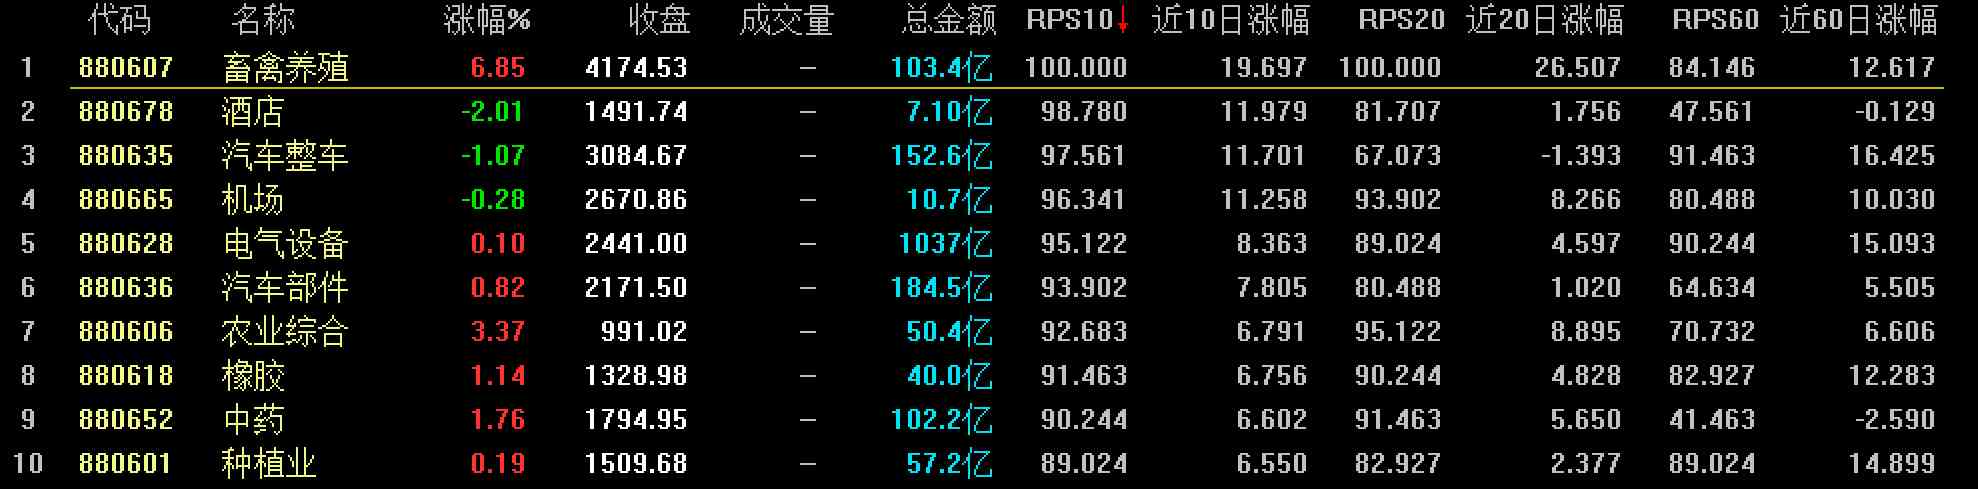 代码 名称 涨幅% 收盘 成交量 总金额 RPS10↓ 近10日涨幅 RPS20 近20日涨幅 RPS60 近60日涨幅
1 880607 畜禽养殖 6.85 4174.53 — 103.4亿 100.000 19.697 100.000 26.507 84.146 12.617
2 880678 酒店 -2.01 1491.74 — 7.10亿 98.780 11.979 81.707 1.756 47.561 -0.129
3 880635 汽车整车 -1.07 3084.67 — 152.6亿 97.561 11.701 67.073 -1.393 91.463 16.425
4 880665 机场 -0.28 2670.86 — 10.7亿 96.341 11.258 93.902 8.266 80.488 10.030
5 880628 电气设备 0.10 2441.00 — 1037亿 95.122 8.363 89.024 4.597 90.244 15.093
6 880636 汽车部件 0.82 2171.50 — 184.5亿 93.902 7.805 80.488 1.020 64.634 5.505
7 880606 农业综合 3.37 991.02 — 50.4亿 92.683 6.791 95.122 8.895 70.732 6.606
8 880618 橡胶 1.14 1328.98 — 40.0亿 91.463 6.756 90.244 4.828 82.927 12.283
9 880652 中药 1.76 1794.95 — 102.2亿 90.244 6.602 91.463 5.650 41.463 -2.590
10 880601 种植业 0.19 1509.68 — 57.2亿 89.024 6.550 82.927 2.377 89.024 14.899